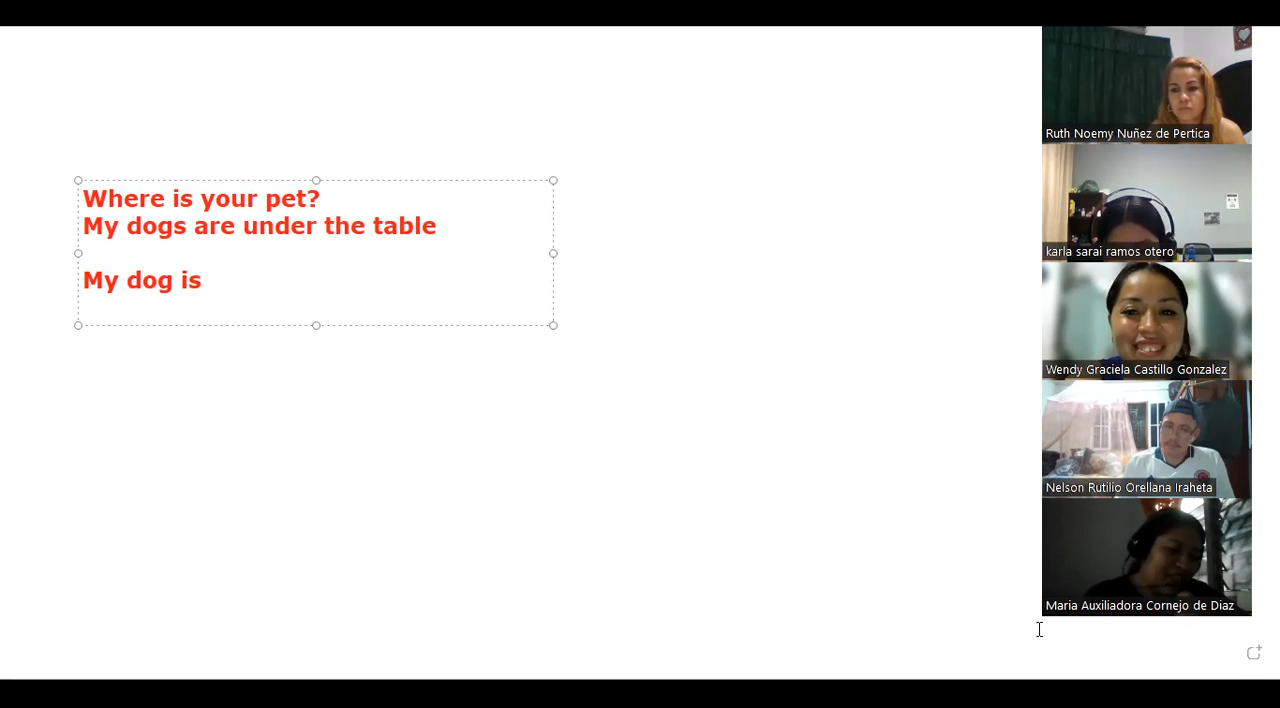 Where is your pet?
My dogs are under the table
My dog is
Ruth Noemy Nuñez de Pertica
karla sarai ramos otero
Wendy Graciela Castillo Gonzalez
Nelson Rutilio Orellana Iraheta
Maria Auxiliadora Cornejo de Diaz